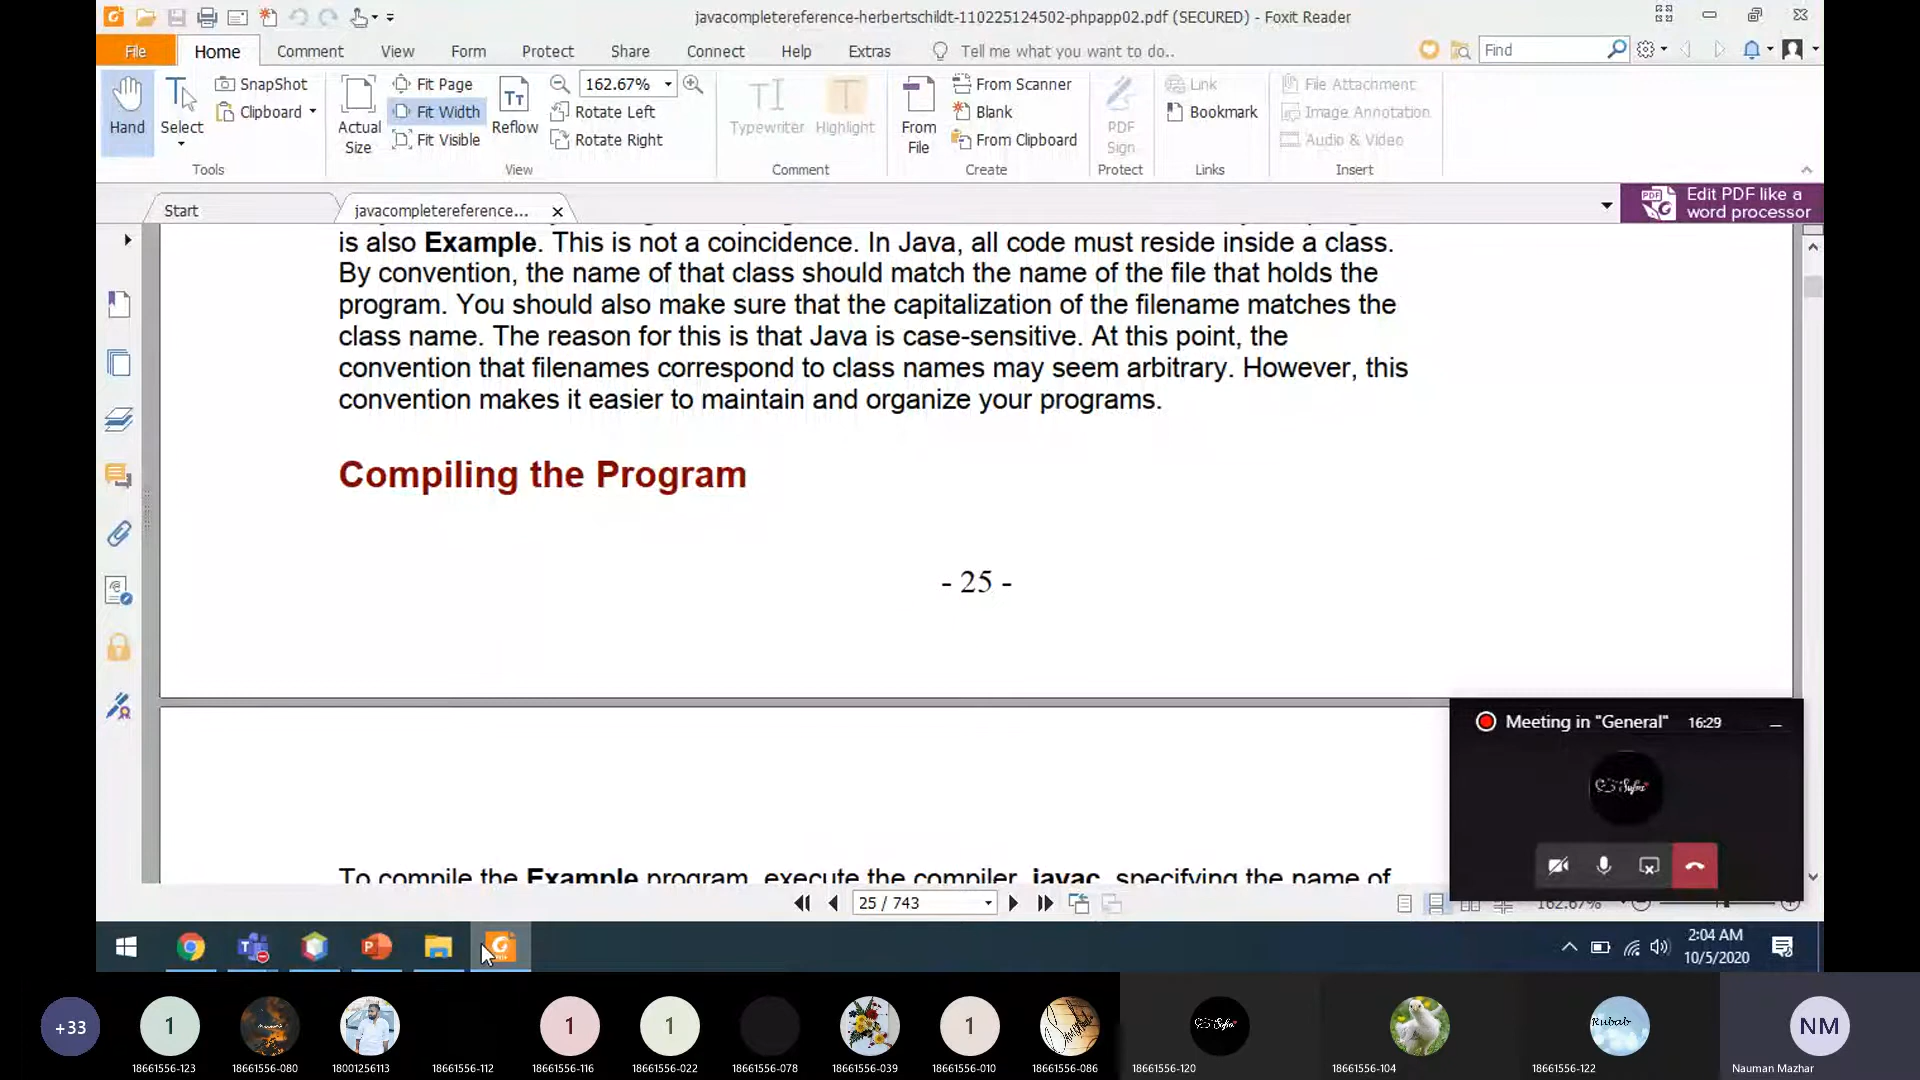 javacompletereference-herbertschildt-110225124502-phpapp02.pdf (SECURED) - Foxit Reader
File Home Comment View Form Protect Share Connect Help Extras Tell me what you want to do.. Find
Hand Select SnapShot Clipboard
Actual Size Fit Page Fit Width Fit Visible Reflow 162.67% Rotate Left Rotate Right
Typewriter Highlight
From File From Scanner Blank From Clipboard
PDF Sign
Link Bookmark
File Attachment Image Annotation Audio & Video
Tools View Comment Create Protect Links Insert
Start javacompletereference...
Edit PDF like a
word processor
is also Example. This is not a coincidence. In Java, all code must reside inside a class.
By convention, the name of that class should match the name of the file that holds the
program. You should also make sure that the capitalization of the filename matches the
class name. The reason for this is that Java is case-sensitive. At this point, the
convention that filenames correspond to class names may seem arbitrary. However, this
convention makes it easier to maintain and organize your programs.
Compiling the Program
- 25 -
To compile the Example program, execute the compiler, javac, specifying the name of
Meeting in "General" 16:29
25 / 743
162.67%
2:04 AM
10/5/2020
+33 1 1 1 1 Rubab NM
18661556-123 18661556-080 18001256113 18661556-112 18661556-116 18661556-022 18661556-078 18661556-039 18661556-010 18661556-086 18661556-120 18661556-104 18661556-122 Nauman Mazhar